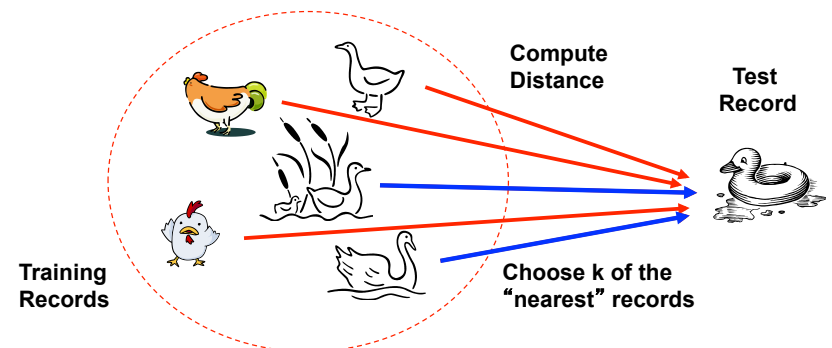 Compute
Distance
Test
Record
Training
Records
Choose k of the
“nearest” records